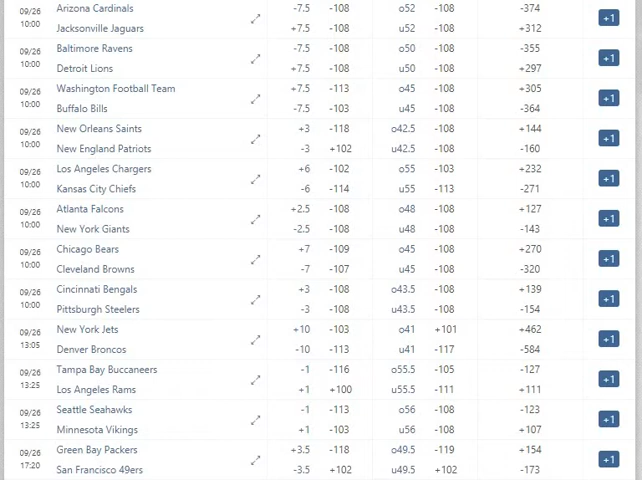 09/26 10:00 Arizona Cardinals -7.5 -108 o52 -108 -374 +1
Jacksonville Jaguars +7.5 -108 u52 -108 +312
09/26 10:00 Baltimore Ravens -7.5 -108 o50 -108 -355 +1
Detroit Lions +7.5 -108 u50 -108 +297
09/26 10:00 Washington Football Team +7.5 -113 o45 -108 +305 +1
Buffalo Bills -7.5 -103 u45 -108 -364
09/26 10:00 New Orleans Saints +3 -118 o42.5 -108 +144 +1
New England Patriots -3 +102 u42.5 -108 -160
09/26 10:00 Los Angeles Chargers +6 -102 o55 -103 +232 +1
Kansas City Chiefs -6 -114 u55 -113 -271
09/26 10:00 Atlanta Falcons +2.5 -108 o48 -108 +127 +1
New York Giants -2.5 -108 u48 -108 -143
09/26 10:00 Chicago Bears +7 -109 o45 -108 +270 +1
Cleveland Browns -7 -107 u45 -108 -320
09/26 10:00 Cincinnati Bengals +3 -108 o43.5 -108 +139 +1
Pittsburgh Steelers -3 -108 u43.5 -108 -154
09/26 13:05 New York Jets +10 -103 o41 +101 +462 +1
Denver Broncos -10 -113 u41 -117 -584
09/26 13:25 Tampa Bay Buccaneers -1 -116 o55.5 -105 -127 +1
Los Angeles Rams +1 +100 u55.5 -111 +111
09/26 13:25 Seattle Seahawks -1 -113 o56 -108 -123 +1
Minnesota Vikings +1 -103 u56 -108 +107
09/26 17:20 Green Bay Packers +3.5 -118 o49.5 -119 +154 +1
San Francisco 49ers -3.5 +102 u49.5 +102 -173